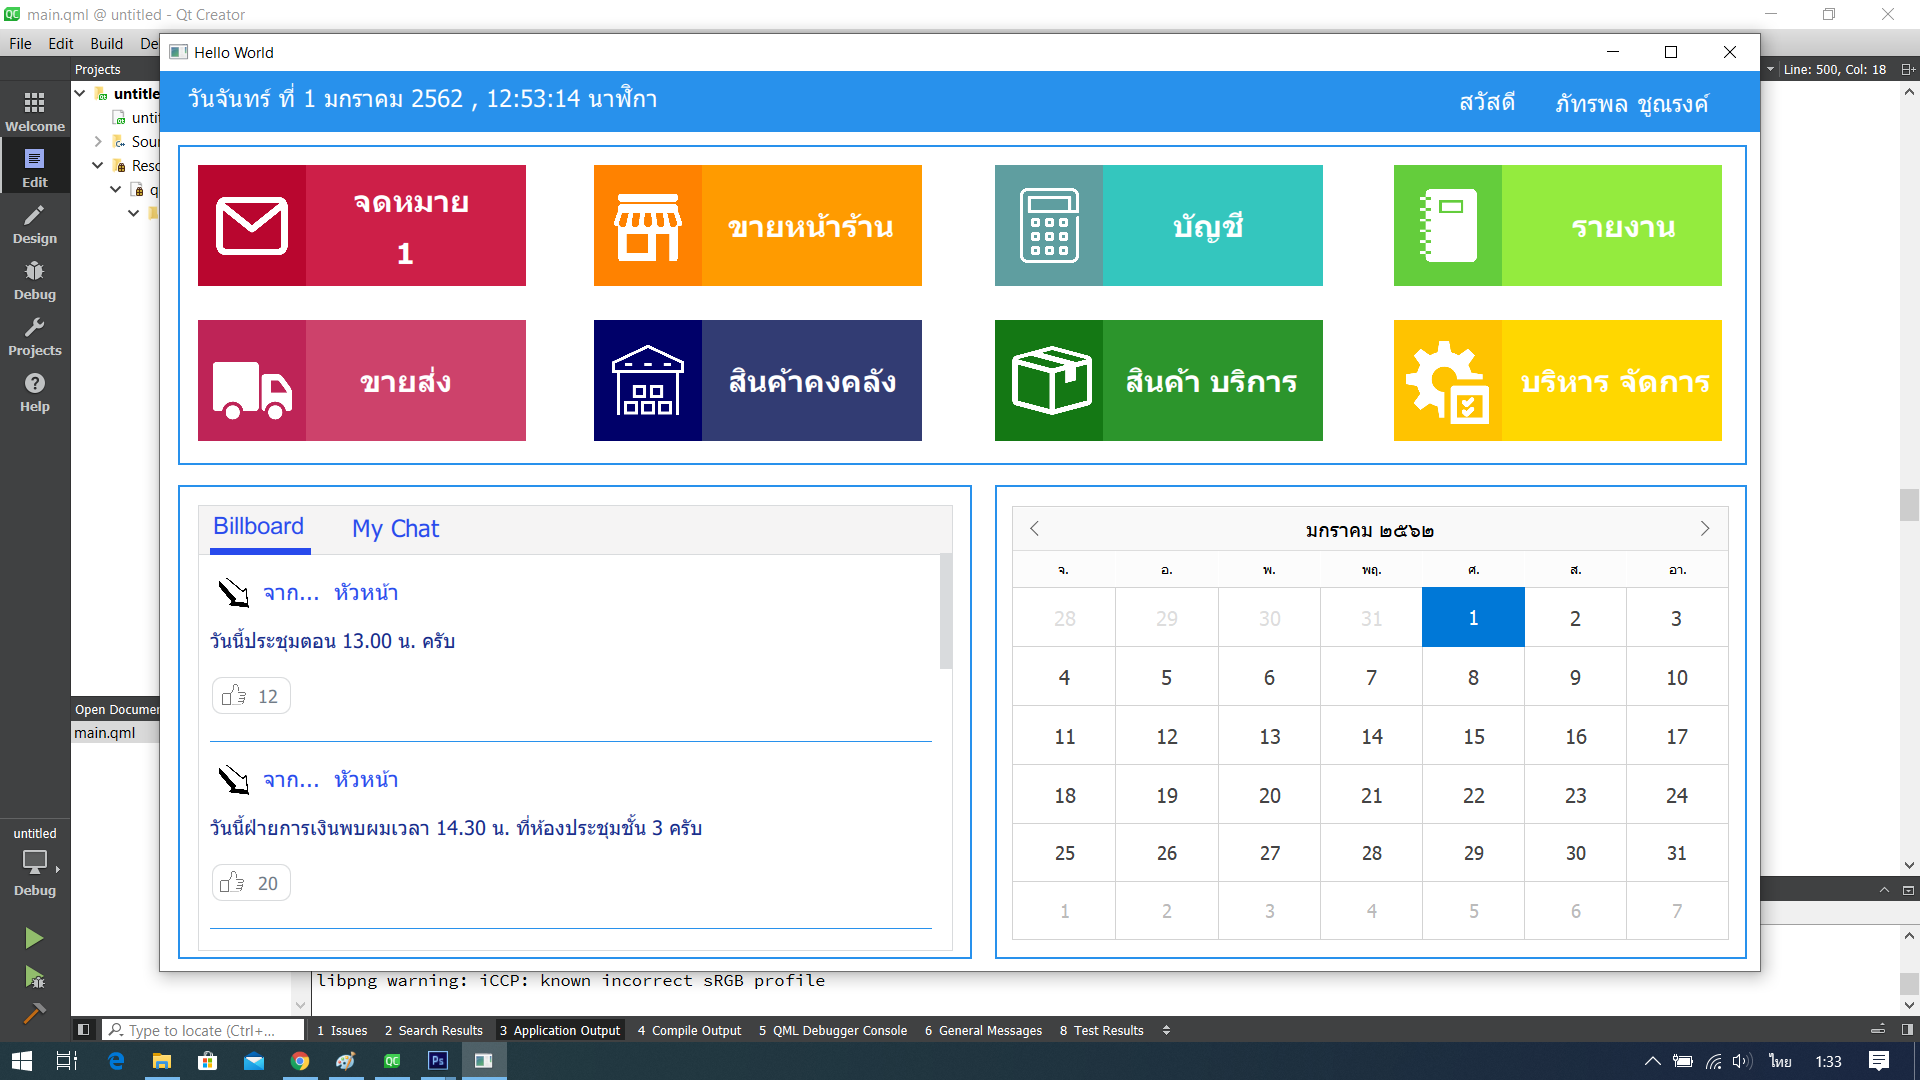 main.qml @ untitled - Qt Creator
File Edit Build De
Hello World
Projects
Line: 500, Col: 18
วันจันทร์ ที่ 1 มกราคม 2562 , 12:53:14 นาฬิกา
สวัสดี ภัทรพล ชูณรงค์
untitle
unti
Sour
Reso
q
Welcome
Edit
Design
Debug
Projects
Help
จดหมาย
1
ขายหน้าร้าน
บัญชี
รายงาน
ขายส่ง
สินค้าคงคลัง
สินค้า บริการ
บริหาร จัดการ
Billboard My Chat
จาก... หัวหน้า
วันนี้ประชุมตอน 13.00 น. ครับ
12
จาก... หัวหน้า
วันนี้ฝ่ายการเงินพบผมเวลา 14.30 น. ที่ห้องประชุมชั้น 3 ครับ
20
มกราคม ๒๕๖๒
จ. อ. พ. พฤ. ศ. ส. อา.
28 29 30 31 1 2 3
4 5 6 7 8 9 10
11 12 13 14 15 16 17
18 19 20 21 22 23 24
25 26 27 28 29 30 31
1 2 3 4 5 6 7
Open Documen
main.qml
untitled
Debug
libpng warning: iCCP: known incorrect sRGB profile
Type to locate (Ctrl+...
1 Issues 2 Search Results 3 Application Output 4 Compile Output 5 QML Debugger Console 6 General Messages 8 Test Results
ไทย 1:33